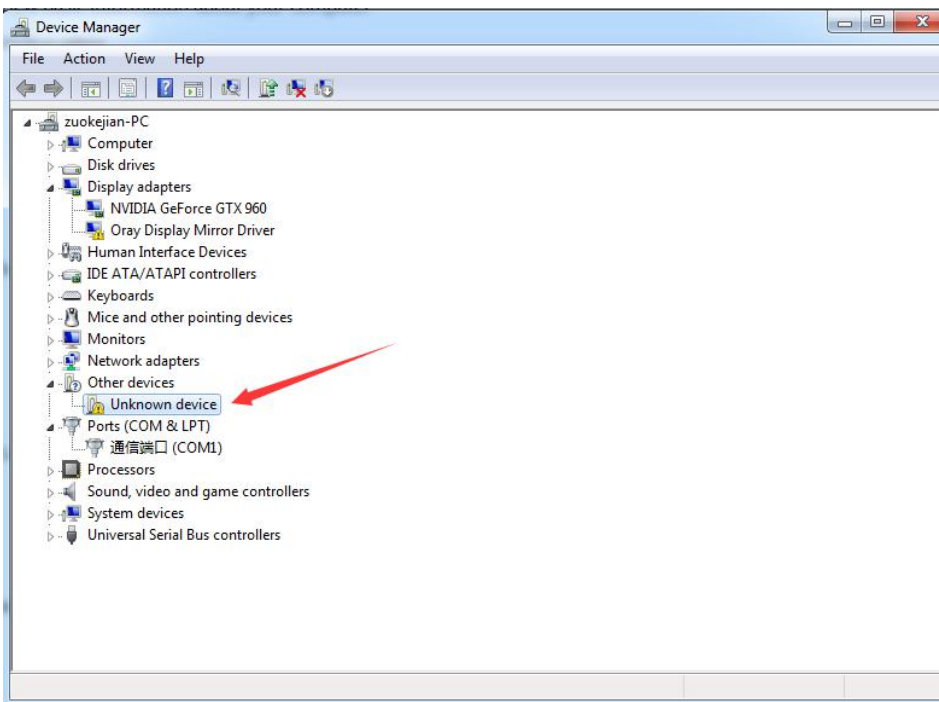 Device Manager
File Action View Help
zuokejian-PC
Computer
Disk drives
Display adapters
NVIDIA GeForce GTX 960
Oray Display Mirror Driver
Human Interface Devices
IDE ATA/ATAPI controllers
Keyboards
Mice and other pointing devices
Monitors
Network adapters
Other devices
Unknown device
Ports (COM & LPT)
通信端口 (COM1)
Processors
Sound, video and game controllers
System devices
Universal Serial Bus controllers